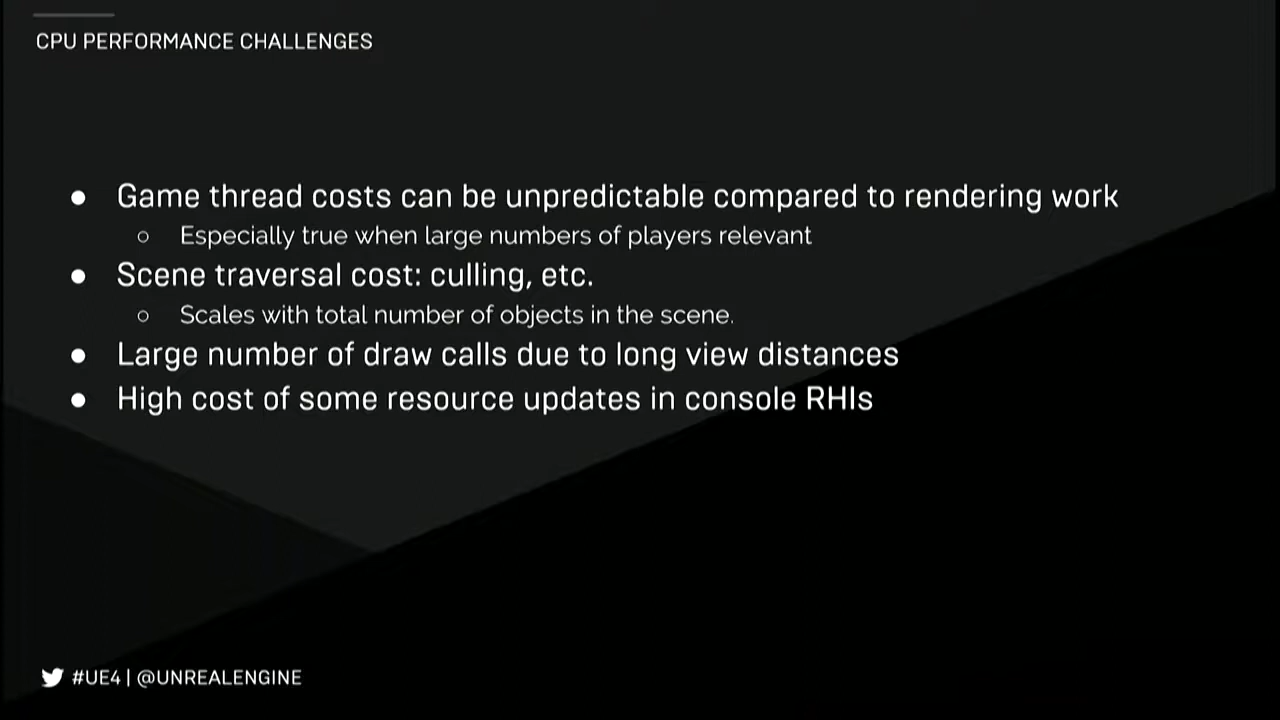 CPU PERFORMANCE CHALLENGES
● Game thread costs can be unpredictable compared to rendering work
○ Especially true when large numbers of players relevant
● Scene traversal cost: culling, etc.
○ Scales with total number of objects in the scene.
● Large number of draw calls due to long view distances
● High cost of some resource updates in console RHIs
#UE4 | @UNREALENGINE